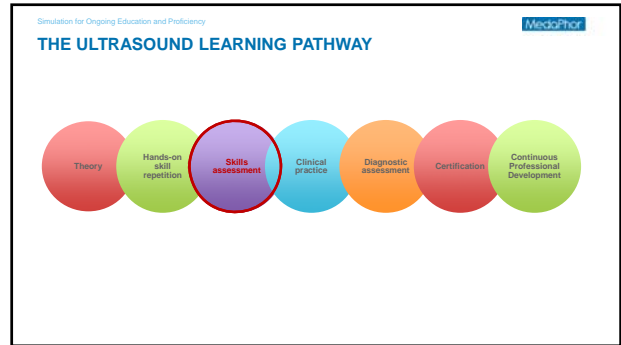 Simulation for Ongoing Education and Proficiency
MedaPhor
THE ULTRASOUND LEARNING PATHWAY
Theory
Hands-on
skill
repetition
Skills
assessment
Clinical
practice
Diagnostic
assessment
Certification
Continuous
Professional
Development